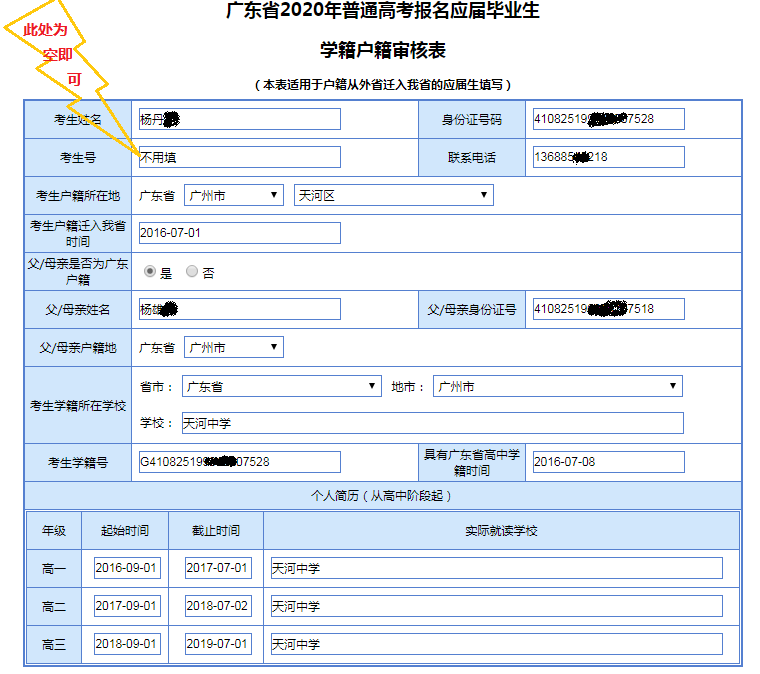 广东省2020年普通高考报名应届毕业生
学籍户籍审核表
（本表适用于户籍从外省迁入我省的应届生填写）
此处为
空即
可
考生姓名 杨丹 身份证号码 41082519 07528
考生号 不用填 联系电话 13688 218
考生户籍所在地 广东省 广州市 天河区
考生户籍迁入我省
时间 2016-07-01
父/母亲是否为广东
户籍 是 否
父/母亲姓名 杨雄 父/母亲身份证号 41082519 7518
父/母亲户籍地 广东省 广州市
考生学籍所在学校 省市： 广东省 地市： 广州市
学校： 天河中学
考生学籍号 G41082519 07528 具有广东省高中学
籍时间 2016-07-08
个人简历（从高中阶段起）
年级 起始时间 截止时间 实际就读学校
高一 2016-09-01 2017-07-01 天河中学
高二 2017-09-01 2018-07-02 天河中学
高三 2018-09-01 2019-07-01 天河中学